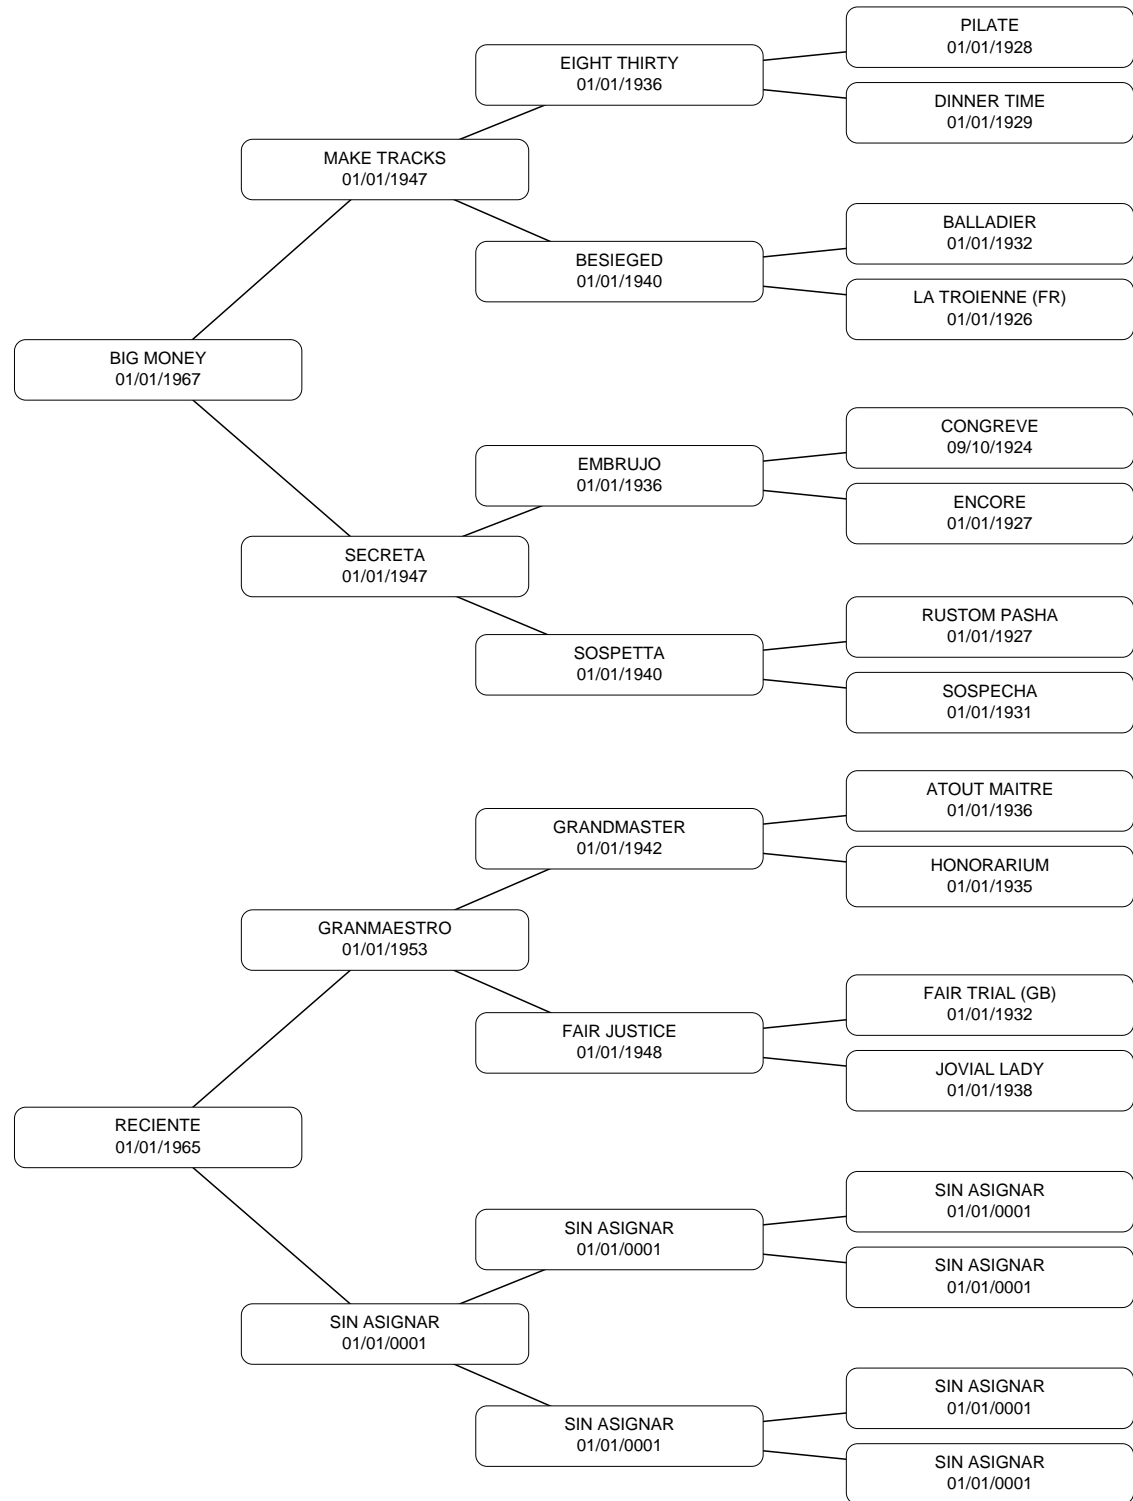 PILATE
01/01/1928
EIGHT THIRTY
01/01/1936
DINNER TIME
01/01/1929
MAKE TRACKS
01/01/1947
BALLADIER
01/01/1932
BESIEGED
01/01/1940
LA TROIENNE (FR)
01/01/1926
BIG MONEY
01/01/1967
CONGREVE
09/10/1924
EMBRUJO
01/01/1936
ENCORE
01/01/1927
SECRETA
01/01/1947
RUSTOM PASHA
01/01/1927
SOSPETTA
01/01/1940
SOSPECHA
01/01/1931
ATOUT MAITRE
01/01/1936
GRANDMASTER
01/01/1942
HONORARIUM
01/01/1935
GRANMAESTRO
01/01/1953
FAIR TRIAL (GB)
01/01/1932
FAIR JUSTICE
01/01/1948
JOVIAL LADY
01/01/1938
RECIENTE
01/01/1965
SIN ASIGNAR
01/01/0001
SIN ASIGNAR
01/01/0001
SIN ASIGNAR
01/01/0001
SIN ASIGNAR
01/01/0001
SIN ASIGNAR
01/01/0001
SIN ASIGNAR
01/01/0001
SIN ASIGNAR
01/01/0001